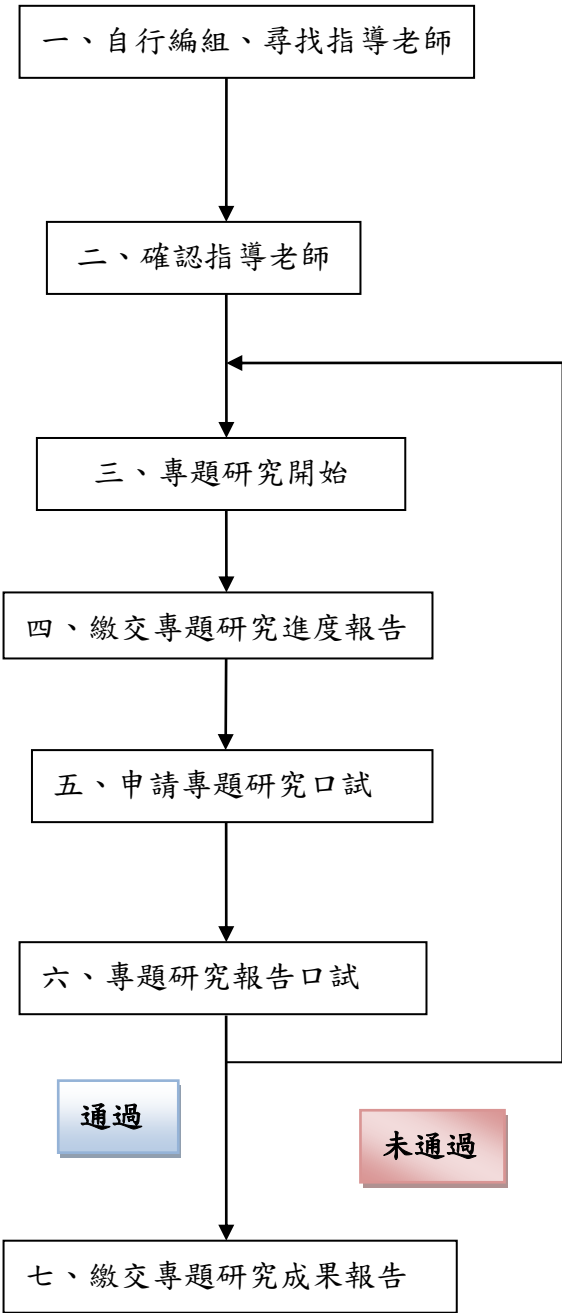 一、自行編組、尋找指導老師
二、確認指導老師
三、專題研究開始
四、繳交專題研究進度報告
五、申請專題研究口試
六、專題研究報告口試
通過
未通過
七、繳交專題研究成果報告